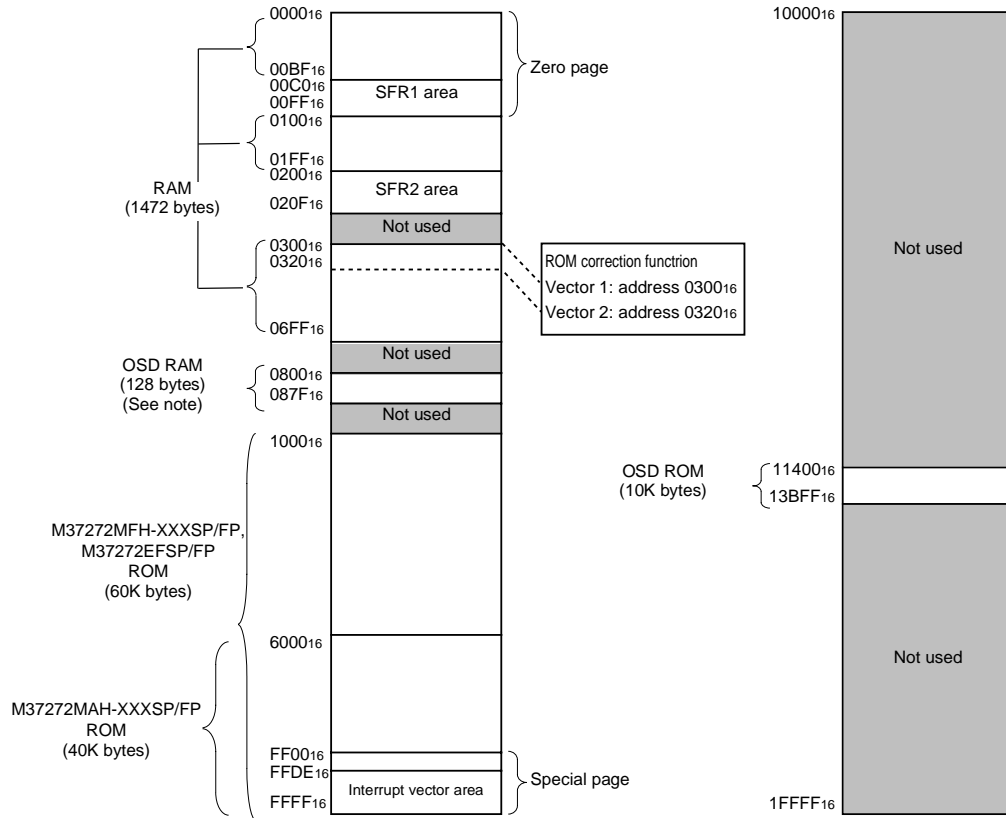 0000₁₆
00BF₁₆
00C0₁₆
00FF₁₆
0100₁₆
01FF₁₆
0200₁₆
020F₁₆
0300₁₆
0320₁₆
06FF₁₆
0800₁₆
087F₁₆
1000₁₆
6000₁₆
FF00₁₆
FFDE₁₆
FFFF₁₆
RAM
(1472 bytes)
OSD RAM
(128 bytes)
(See note)
M37272MFH-XXXSP/FP,
M37272EFSP/FP
ROM
(60K bytes)
M37272MAH-XXXSP/FP
ROM
(40K bytes)
SFR1 area
SFR2 area
Not used
Not used
Not used
Interrupt vector area
Zero page
ROM correction functrion
Vector 1: address 0300₁₆
Vector 2: address 0320₁₆
Special page
10000₁₆
Not used
OSD ROM
(10K bytes)
11400₁₆
13BFF₁₆
Not used
1FFFF₁₆